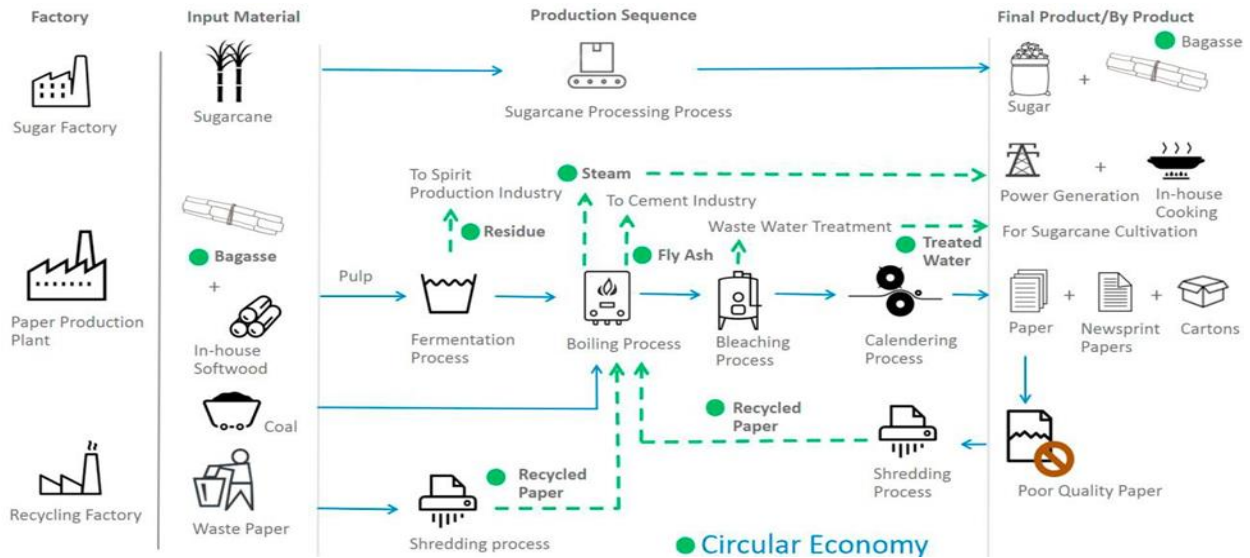 Factory
Input Material
Production Sequence
Final Product/By Product
Sugar Factory
Sugarcane
Sugarcane Processing Process
Sugar
+
Bagasse
To Spirit
Production Industry
Steam
To Cement Industry
Power Generation
+
In-house
Cooking
Residue
Fly Ash
Waste Water Treatment
Treated
Water
For Sugarcane Cultivation
Bagasse
+
In-house
Softwood
Paper Production
Plant
Pulp
Fermentation
Process
Boiling Process
Bleaching
Process
Calendering
Process
Paper
+
Newsprint
Papers
+
Cartons
Coal
Recycled
Paper
Shredding
Process
Poor Quality Paper
Recycling Factory
Waste Paper
Recycled
Paper
Shredding process
Circular Economy